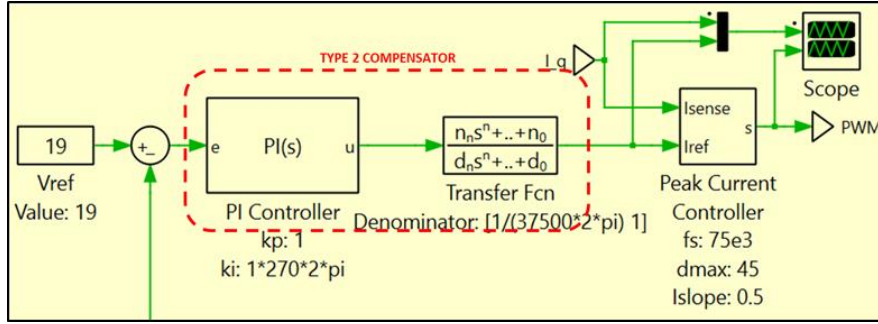 TYPE 2 COMPENSATOR
I_q
Scope
19
+
-
e
PI(s)
u
nₙsⁿ+..+n₀
dₙsⁿ+..+d₀
Isense
Iref
s
PWM
Vref
Value: 19
PI Controller
kp: 1
ki: 1*270*2*pi
Transfer Fcn
Denominator: [1/(37500*2*pi) 1]
Peak Current
Controller
fs: 75e3
dmax: 45
Islope: 0.5